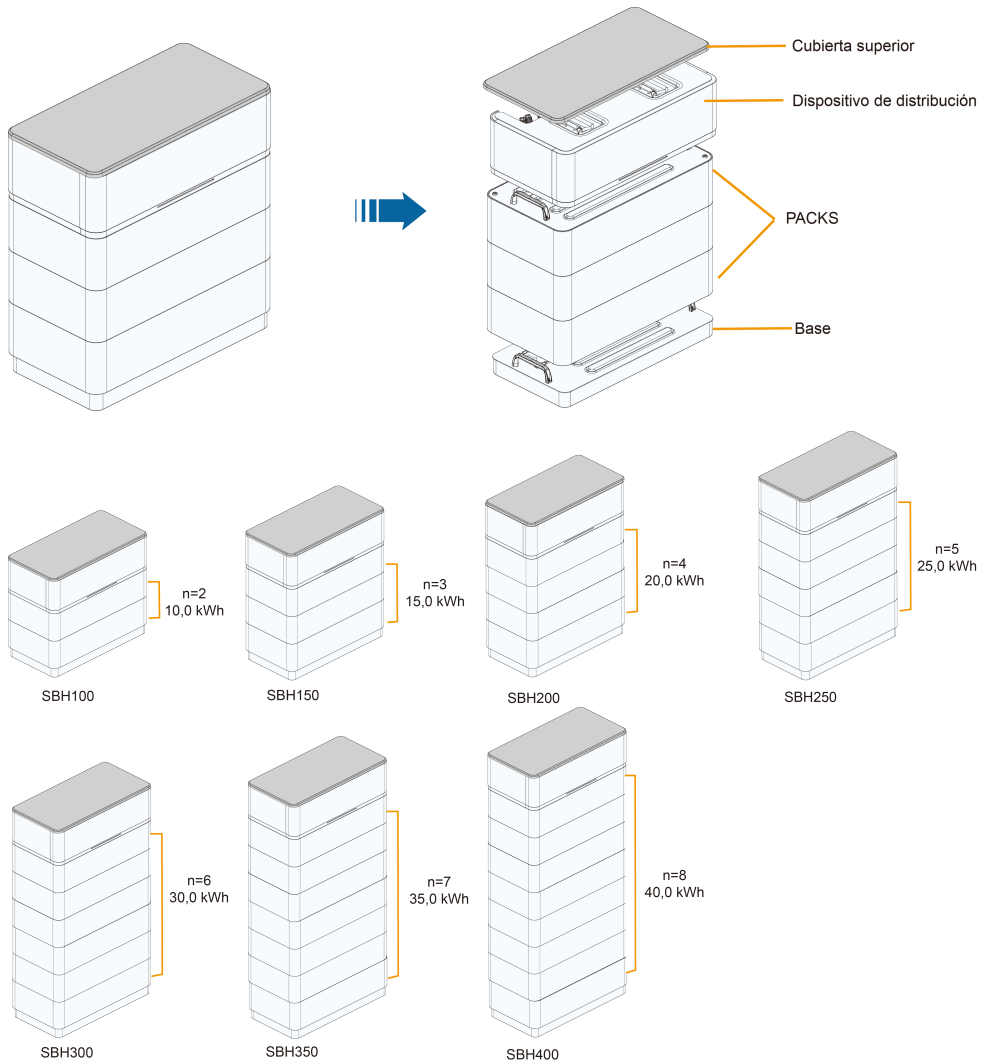 Cubierta superior
Dispositivo de distribución
PACKS
Base
n=2
10,0 kWh
SBH100
n=3
15,0 kWh
SBH150
n=4
20,0 kWh
SBH200
n=5
25,0 kWh
SBH250
n=6
30,0 kWh
SBH300
n=7
35,0 kWh
SBH350
n=8
40,0 kWh
SBH400